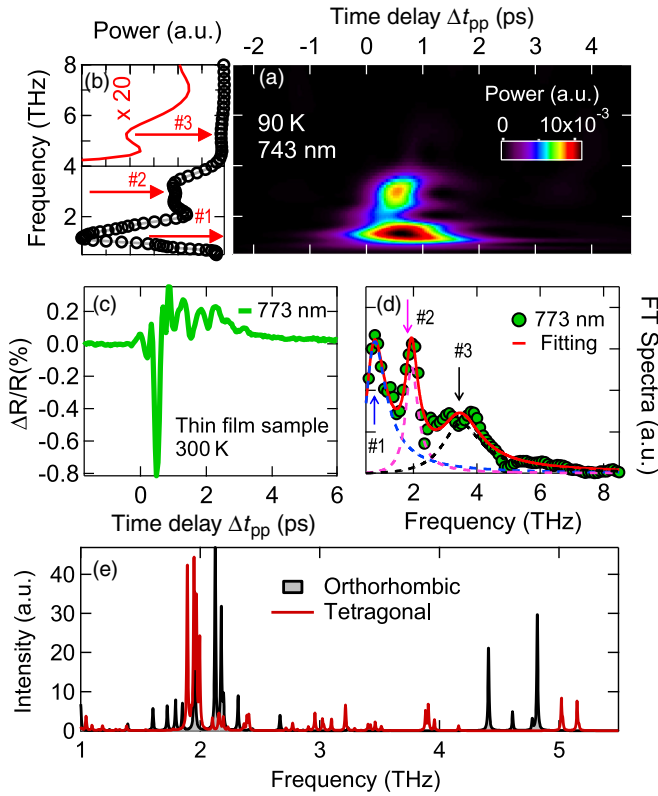 Time delay Δtpp (ps)
-2 -1 0 1 2 3 4
Power (a.u.)
8
6
4
2
Frequency (THz)
(b)
x 20
#3
#2
#1
(a)
90 K
743 nm
Power (a.u.)
0 10x10-3
(c)
773 nm
0.2
0.0
-0.2
-0.4
-0.6
-0.8
ΔR/R(%)
Thin film sample
300 K
0 2 4 6
Time delay Δtpp (ps)
(d)
#2
773 nm
Fitting
#3
#1
FT Spectra (a.u.)
2 4 6 8
Frequency (THz)
(e)
Orthorhombic
Tetragonal
40
30
20
10
0
Intensity (a.u.)
1 2 3 4 5
Frequency (THz)